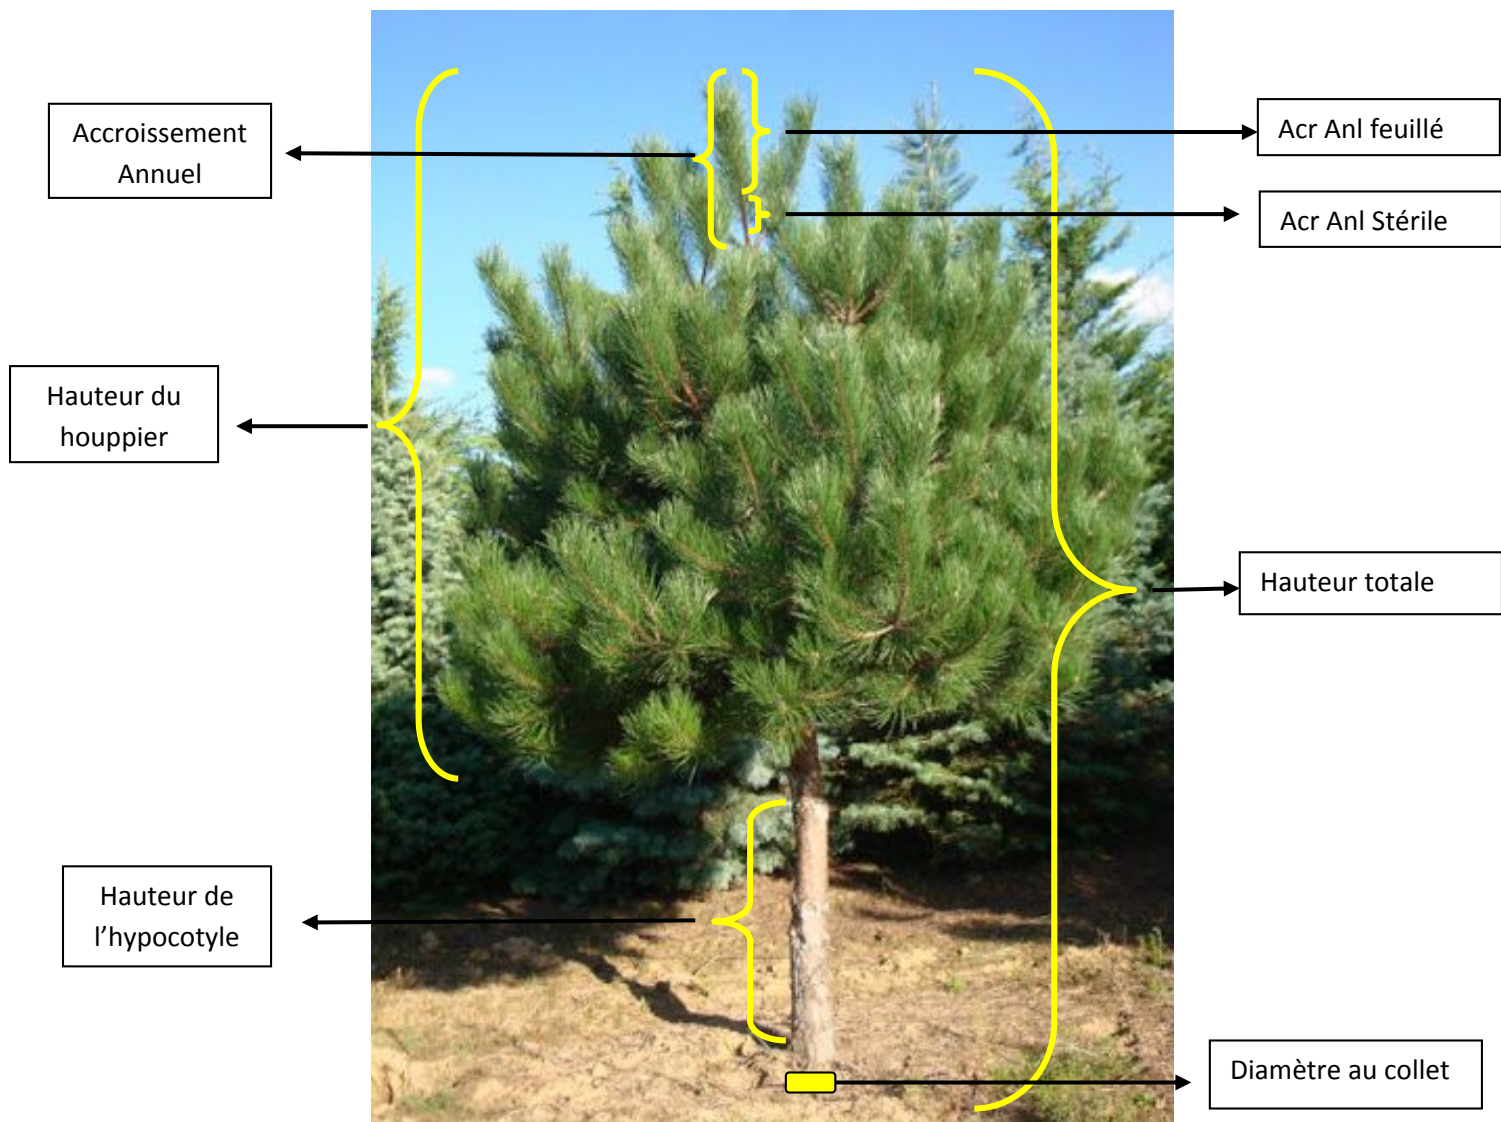 Accroissement
Annuel
Acr Anl feuillé
Acr Anl Stérile
Hauteur du
houppier
Hauteur totale
Hauteur de
l’hypocotyle
Diamètre au collet